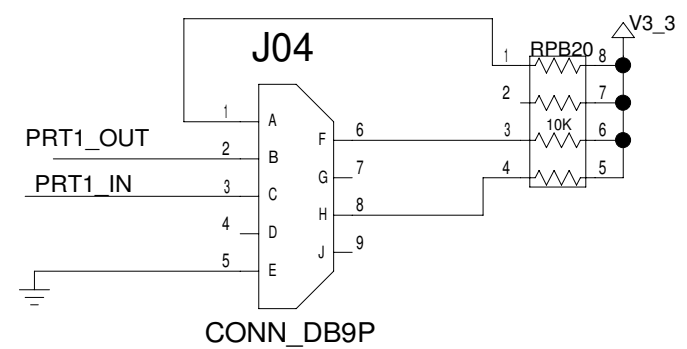 V3_3
J04
RPB20
1 8
2 7
10K
3 6
4 5
1 A
PRT1_OUT
2 B
F 6
PRT1_IN
3 C
G 7
4 D
H 8
5 E
J 9
CONN_DB9P